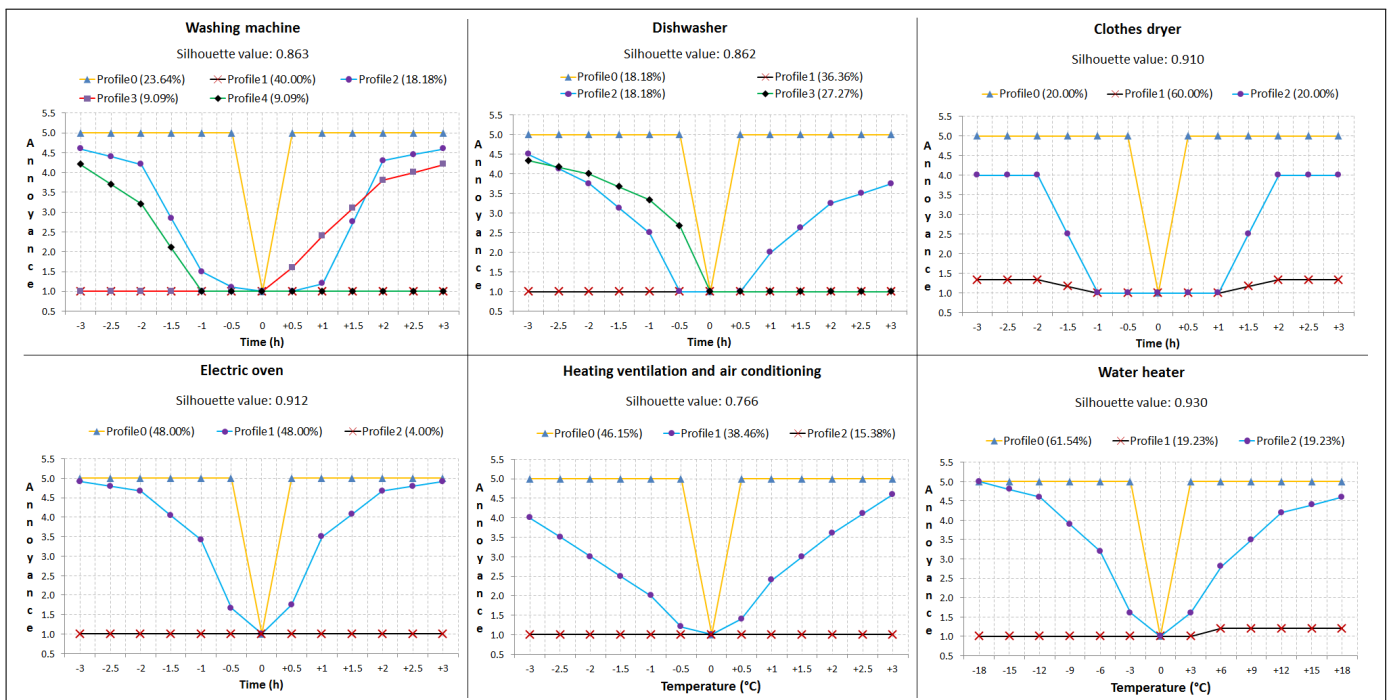 Washing machine
Silhouette value: 0.863
Profile0 (23.64%) Profile1 (40.00%) Profile2 (18.18%)
Profile3 (9.09%) Profile4 (9.09%)
Annoyance
5.5
5.0
4.5
4.0
3.5
3.0
2.5
2.0
1.5
1.0
0.5
-3 -2.5 -2 -1.5 -1 -0.5 0 +0.5 +1 +1.5 +2 +2.5 +3
Time (h)
Dishwasher
Silhouette value: 0.862
Profile0 (18.18%) Profile1 (36.36%)
Profile2 (18.18%) Profile3 (27.27%)
Annoyance
5.5
5.0
4.5
4.0
3.5
3.0
2.5
2.0
1.5
1.0
0.5
-3 -2.5 -2 -1.5 -1 -0.5 0 +0.5 +1 +1.5 +2 +2.5 +3
Time (h)
Clothes dryer
Silhouette value: 0.910
Profile0 (20.00%) Profile1 (60.00%) Profile2 (20.00%)
Annoyance
5.5
5.0
4.5
4.0
3.5
3.0
2.5
2.0
1.5
1.0
0.5
-3 -2.5 -2 -1.5 -1 -0.5 0 +0.5 +1 +1.5 +2 +2.5 +3
Time (h)
Electric oven
Silhouette value: 0.912
Profile0 (48.00%) Profile1 (48.00%) Profile2 (4.00%)
Annoyance
5.5
5.0
4.5
4.0
3.5
3.0
2.5
2.0
1.5
1.0
0.5
-3 -2.5 -2 -1.5 -1 -0.5 0 +0.5 +1 +1.5 +2 +2.5 +3
Time (h)
Heating ventilation and air conditioning
Silhouette value: 0.766
Profile0 (46.15%) Profile1 (38.46%) Profile2 (15.38%)
Annoyance
5.5
5.0
4.5
4.0
3.5
3.0
2.5
2.0
1.5
1.0
0.5
-3 -2.5 -2 -1.5 -1 -0.5 0 +0.5 +1 +1.5 +2 +2.5 +3
Temperature (°C)
Water heater
Silhouette value: 0.930
Profile0 (61.54%) Profile1 (19.23%) Profile2 (19.23%)
Annoyance
5.5
5.0
4.5
4.0
3.5
3.0
2.5
2.0
1.5
1.0
0.5
-18 -15 -12 -9 -6 -3 0 +3 +6 +9 +12 +15 +18
Temperature (°C)